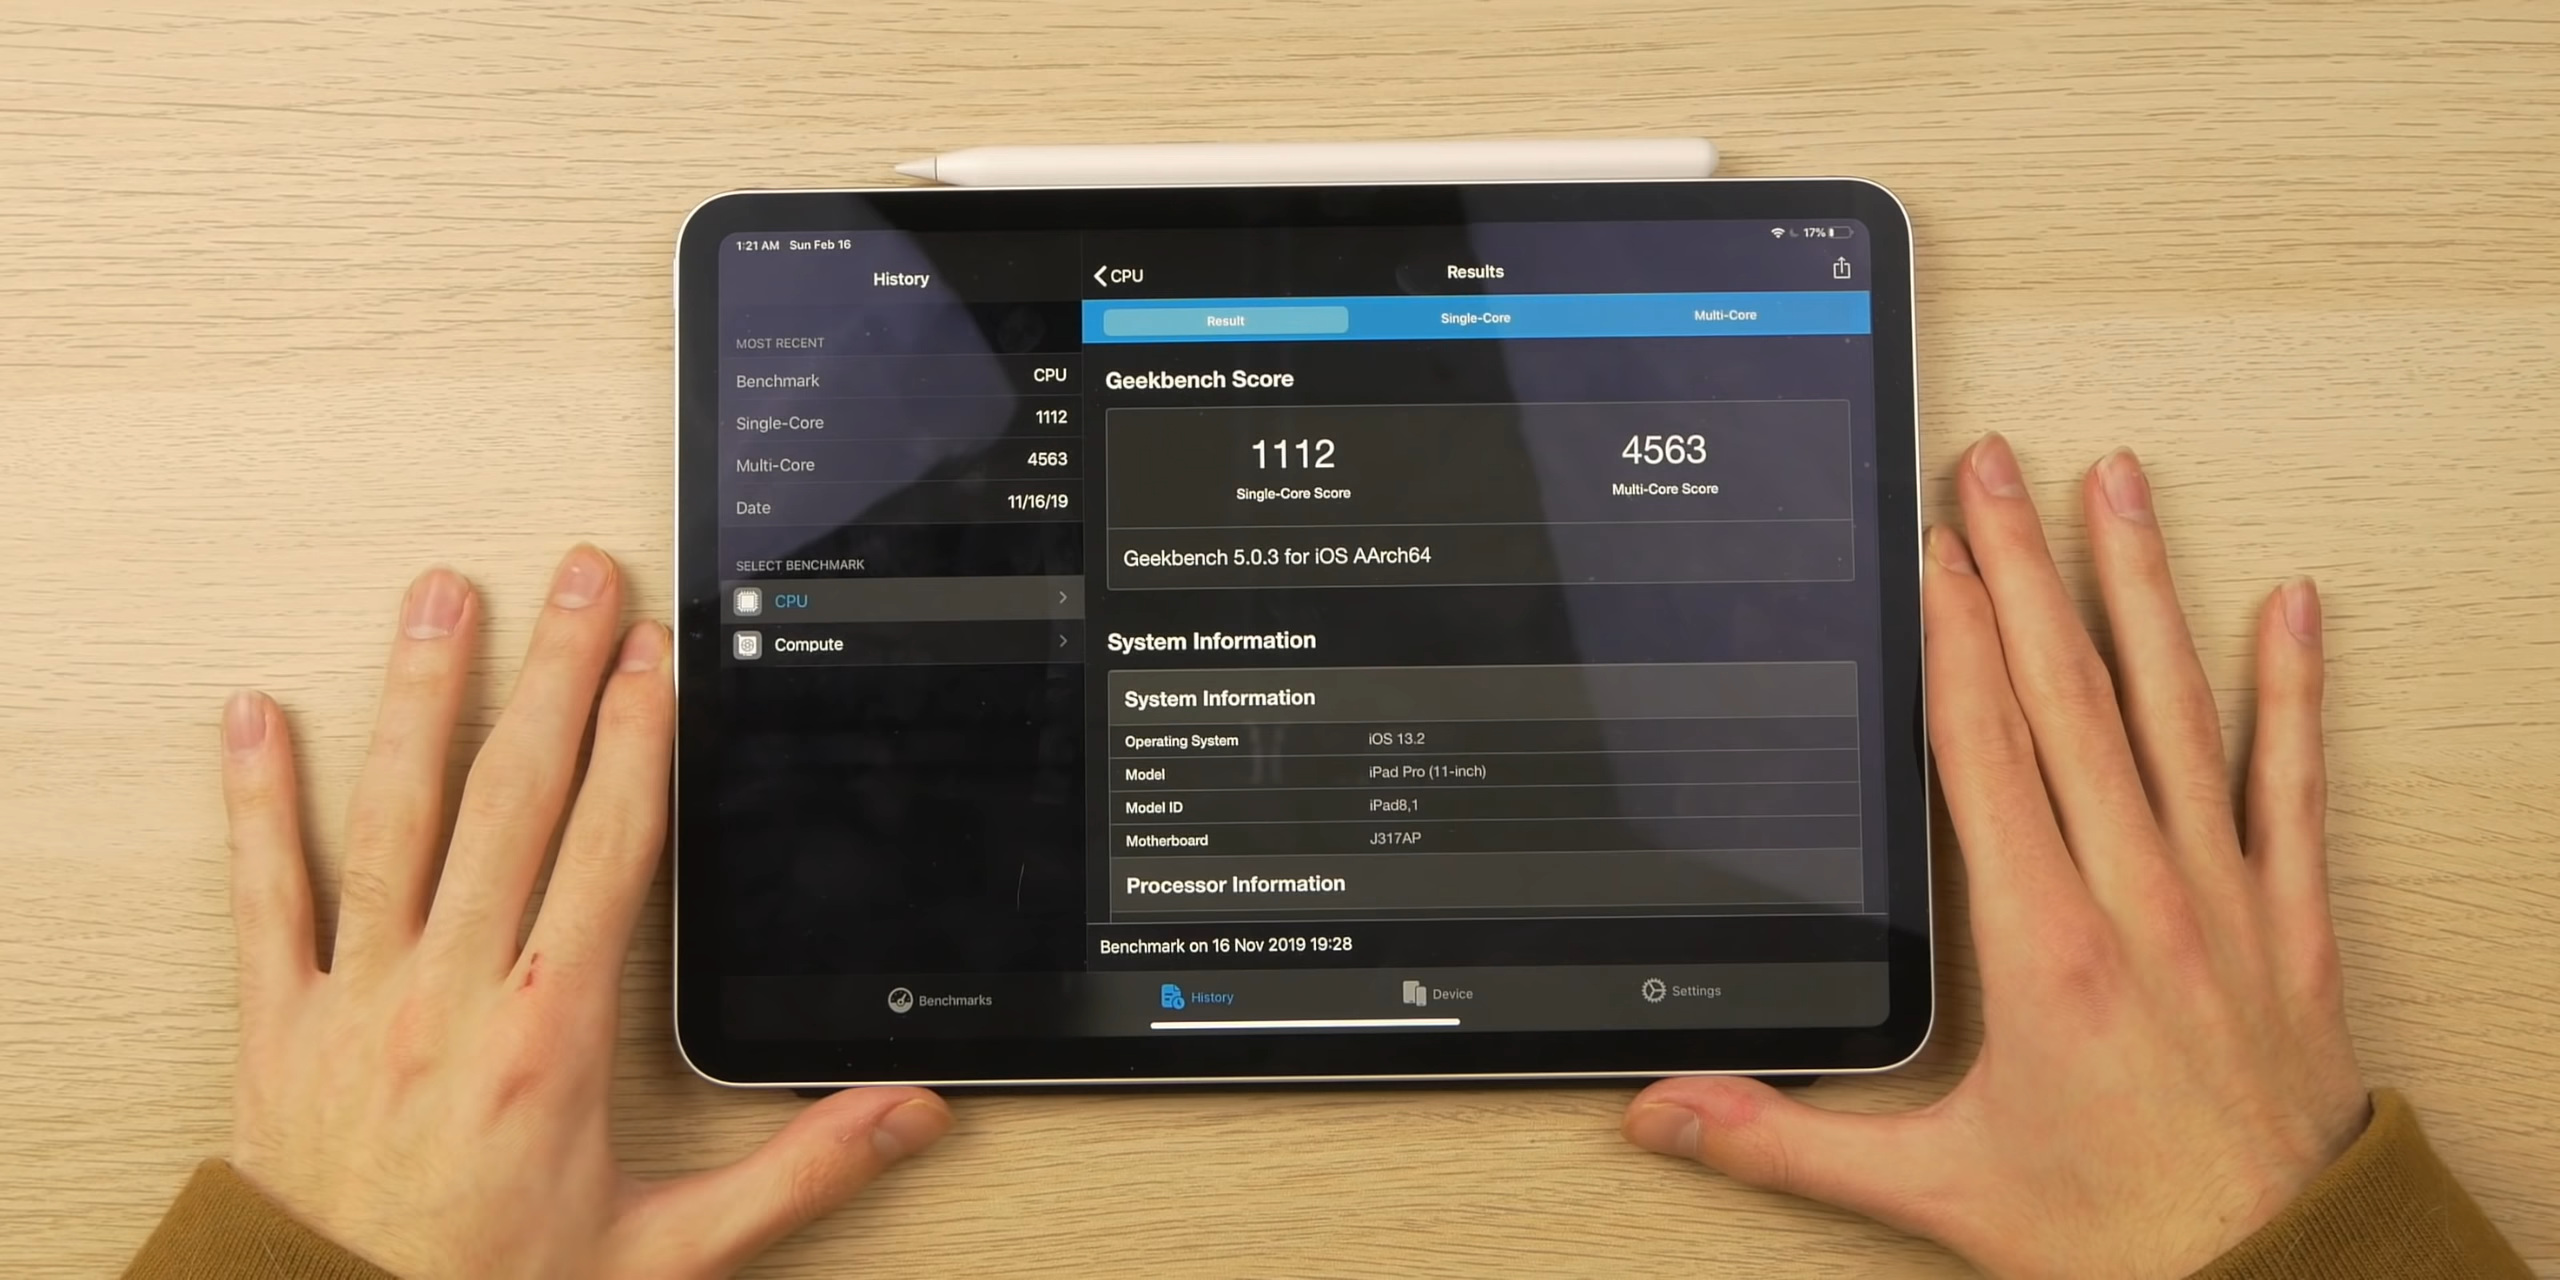 1:21 AM Sun Feb 16
17%
History
MOST RECENT
Benchmark CPU
Single-Core 1112
Multi-Core 4563
Date 11/16/19
SELECT BENCHMARK
CPU
Compute
CPU
Results
Result Single-Core Multi-Core
Geekbench Score
1112 4563
Single-Core Score Multi-Core Score
Geekbench 5.0.3 for iOS AArch64
System Information
System Information
Operating System iOS 13.2
Model iPad Pro (11-inch)
Model ID iPad8,1
Motherboard J317AP
Processor Information
Benchmark on 16 Nov 2019 19:28
Benchmarks History Device Settings